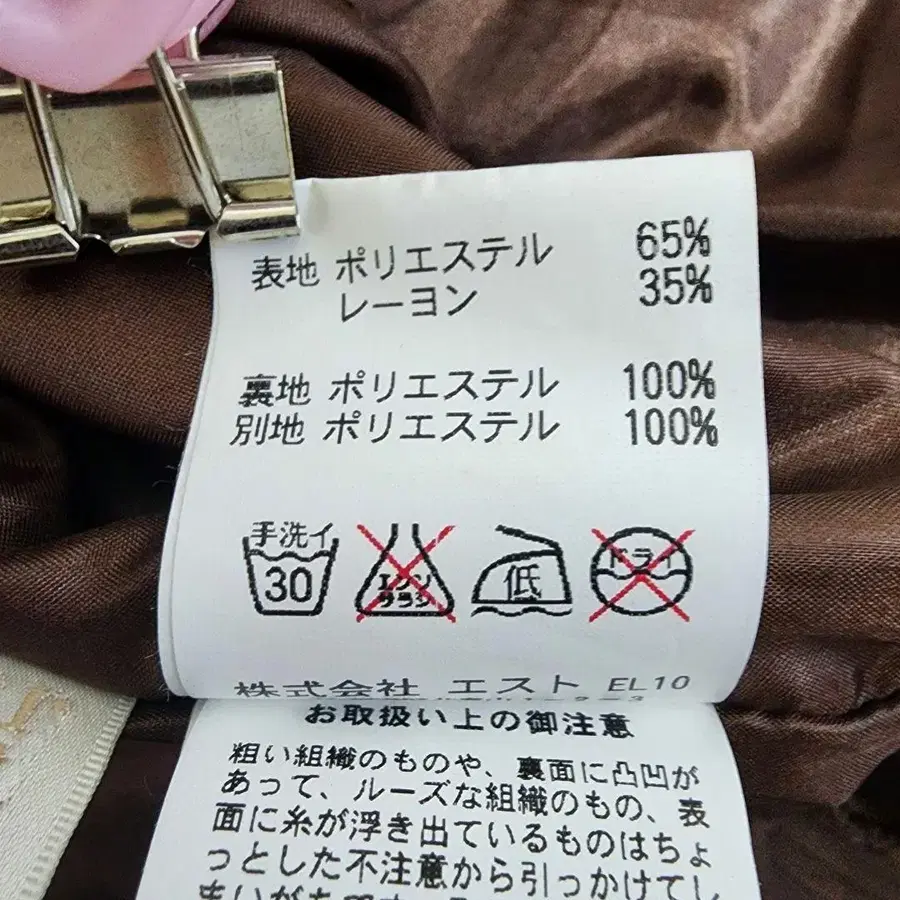 表地 ポリエステル 65%
レーヨン 35%
裏地 ポリエステル 100%
別地 ポリエステル 100%
手洗イ
30
エンソ
サラシ
低
ドライ
株式会社 エスト EL10
お取扱い上の御注意
粗い組織のものや、裏面に凸凹が
あって、ルーズな組織のもの、表
面に糸が浮き出ているものはちょ
っとした不注意から引っかけてし